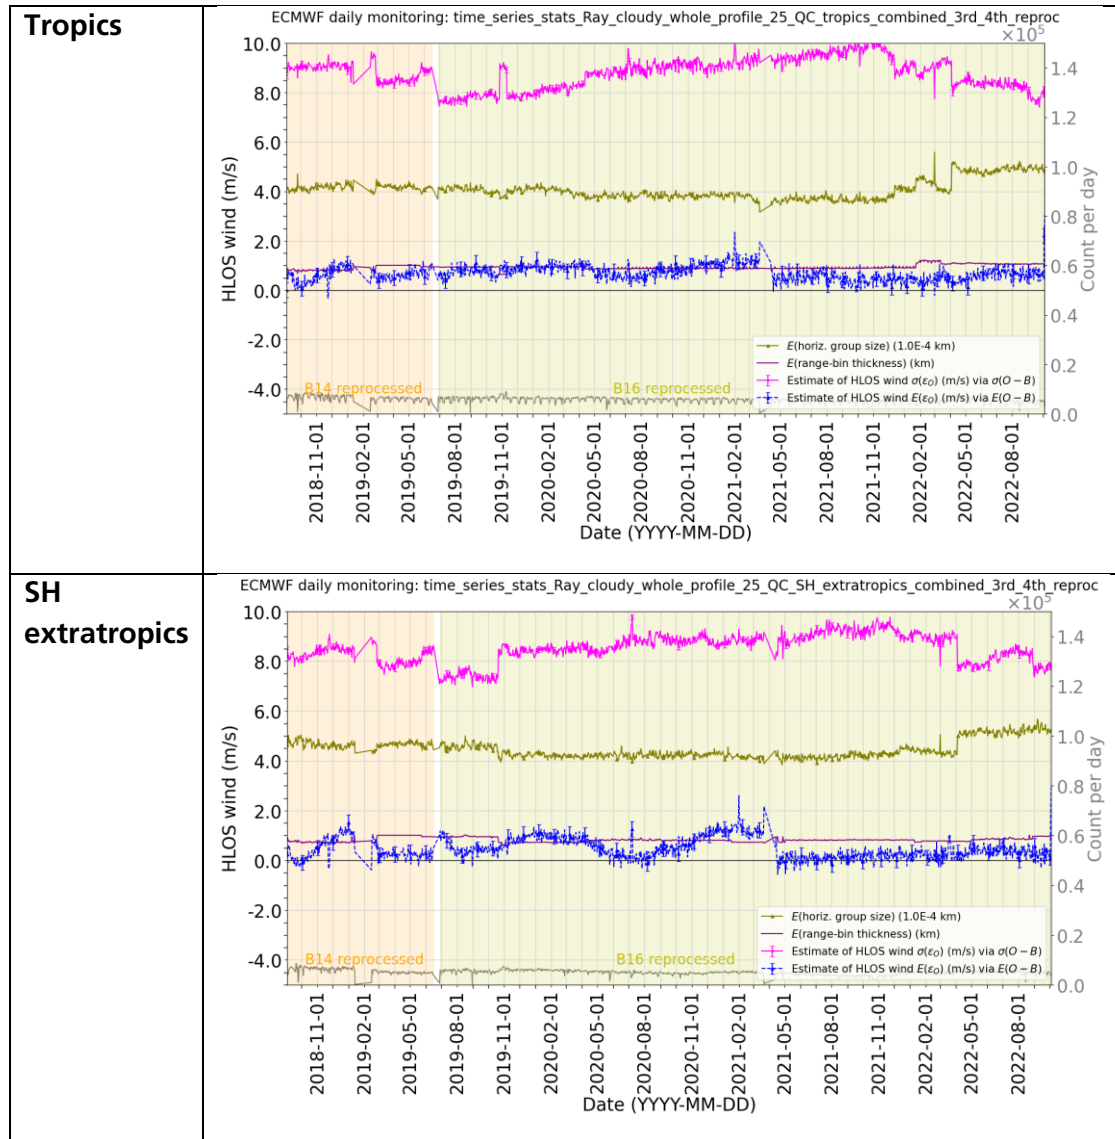 Tropics
ECMWF daily monitoring: time_series_stats_Ray_cloudy_whole_profile_25_QC_tropics_combined_3rd_4th_reproc
×10⁵
10.0
8.0
6.0
4.0
2.0
0.0
-2.0
-4.0
HLOS wind (m/s)
1.4
1.2
1.0
0.8
0.6
0.4
0.2
0.0
Count per day
E(horiz. group size) (1.0E-4 km)
E(range-bin thickness) (km)
Estimate of HLOS wind σ(ε_O) (m/s) via σ(O − B)
Estimate of HLOS wind E(ε_O) (m/s) via E(O − B)
B14 reprocessed
B16 reprocessed
2018-11-01
2019-02-01
2019-05-01
2019-08-01
2019-11-01
2020-02-01
2020-05-01
2020-08-01
2020-11-01
2021-02-01
2021-05-01
2021-08-01
2021-11-01
2022-02-01
2022-05-01
2022-08-01
Date (YYYY-MM-DD)
SH
extratropics
ECMWF daily monitoring: time_series_stats_Ray_cloudy_whole_profile_25_QC_SH_extratropics_combined_3rd_4th_reproc
×10⁵
10.0
8.0
6.0
4.0
2.0
0.0
-2.0
-4.0
HLOS wind (m/s)
1.4
1.2
1.0
0.8
0.6
0.4
0.2
0.0
Count per day
E(horiz. group size) (1.0E-4 km)
E(range-bin thickness) (km)
Estimate of HLOS wind σ(ε_O) (m/s) via σ(O − B)
Estimate of HLOS wind E(ε_O) (m/s) via E(O − B)
B14 reprocessed
B16 reprocessed
2018-11-01
2019-02-01
2019-05-01
2019-08-01
2019-11-01
2020-02-01
2020-05-01
2020-08-01
2020-11-01
2021-02-01
2021-05-01
2021-08-01
2021-11-01
2022-02-01
2022-05-01
2022-08-01
Date (YYYY-MM-DD)